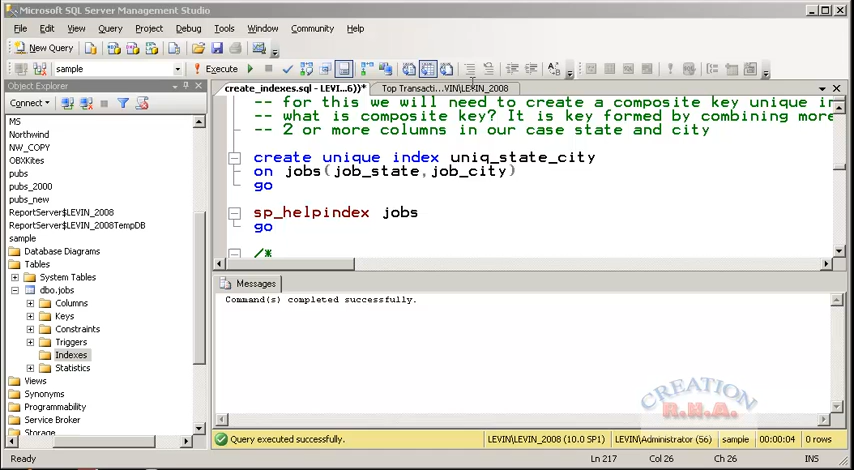 Microsoft SQL Server Management Studio
File Edit View Query Project Debug Tools Window Community Help
New Query
sample Execute
Object Explorer
create_indexes.sql - LEVI...6))* Top Transacti...VIN\LEVIN_2008
Connect
MS
Northwind
NW_COPY
OBXKites
pubs
pubs_2000
pubs_new
ReportServer$LEVIN_2008
ReportServer$LEVIN_2008TempDB
sample
Database Diagrams
Tables
System Tables
dbo.jobs
Columns
Keys
Constraints
Triggers
Indexes
Statistics
Views
Synonyms
Programmability
Service Broker
Storage
-- for this we will need to create a composite key unique in
-- what is composite key? It is key formed by combining more
-- 2 or more columns in our case state and city
create unique index uniq_state_city
on jobs(job_state,job_city)
go
sp_helpindex jobs
go
/*
Messages
Command(s) completed successfully.
CREATION
R.N.A.
Query executed successfully. LEVIN\LEVIN_2008 (10.0 SP1) LEVIN\Administrator (56) sample 00:00:04 0 rows
Ready Ln 217 Col 26 Ch 26 INS